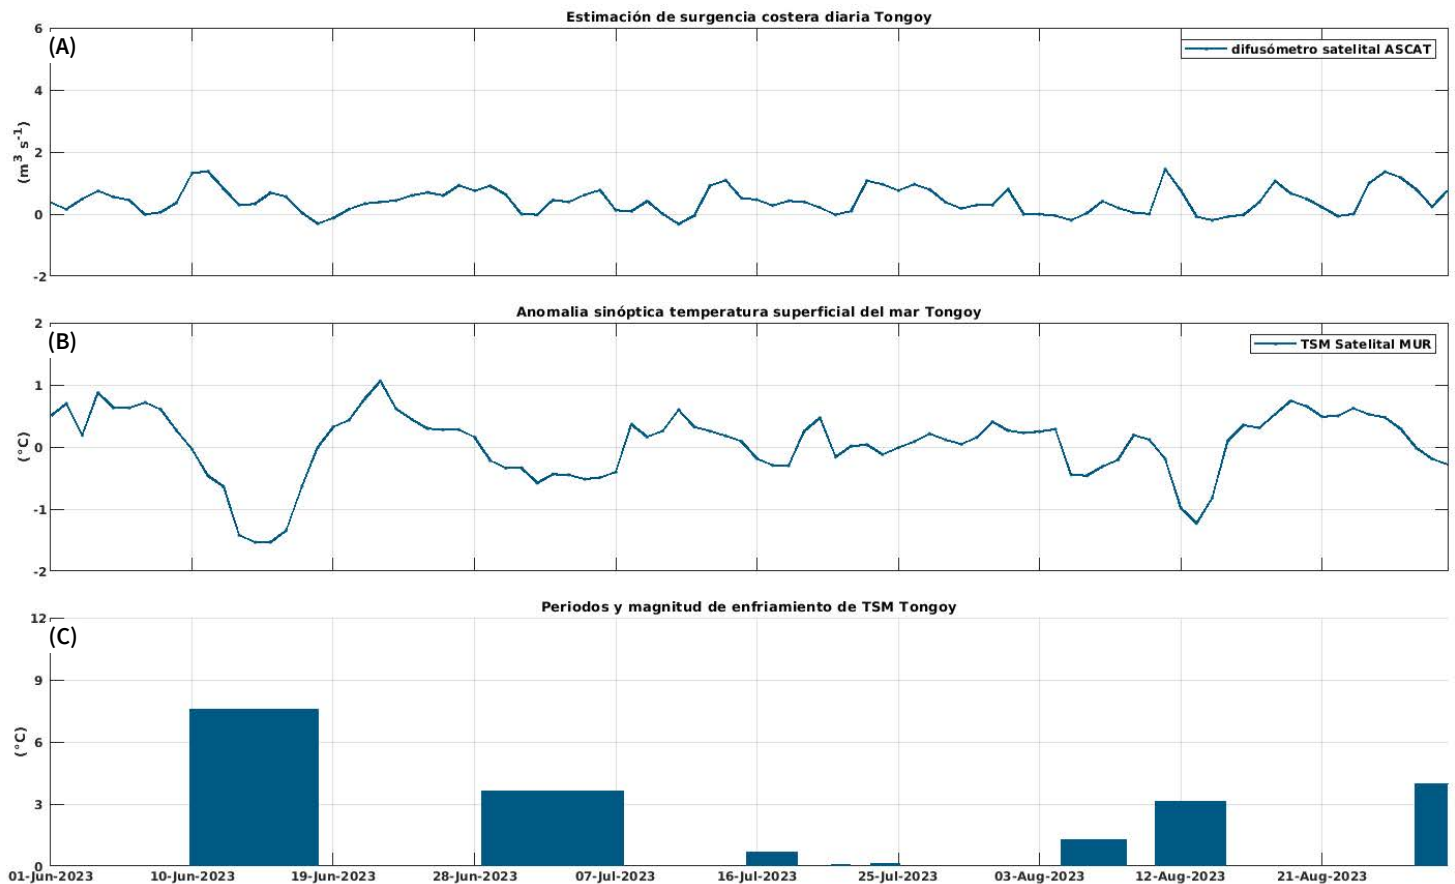 Estimación de surgencia costera diaria Tongoy
(A)
difusómetro satelital ASCAT
6
4
2
0
-2
(m³ s⁻¹)
Anomalia sinóptica temperatura superficial del mar Tongoy
(B)
TSM Satelital MUR
2
1
0
-1
-2
(°C)
Periodos y magnitud de enfriamiento de TSM Tongoy
(C)
12
9
6
3
0
(°C)
01-Jun-2023 10-Jun-2023 19-Jun-2023 28-Jun-2023 07-Jul-2023 16-Jul-2023 25-Jul-2023 03-Aug-2023 12-Aug-2023 21-Aug-2023